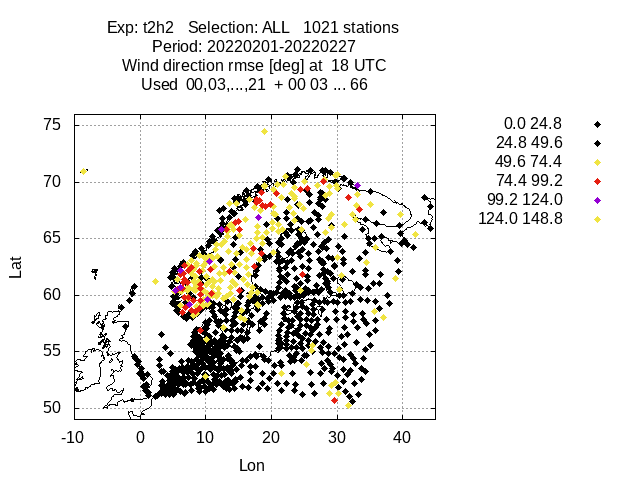 Exp: t2h2 Selection: ALL 1021 stations
Period: 20220201-20220227
Wind direction rmse [deg] at 18 UTC
Used 00,03,...,21 + 00 03 ... 66
75
70
65
60
55
50
Lat
-10 0 10 20 30 40
Lon
0.0 24.8
24.8 49.6
49.6 74.4
74.4 99.2
99.2 124.0
124.0 148.8